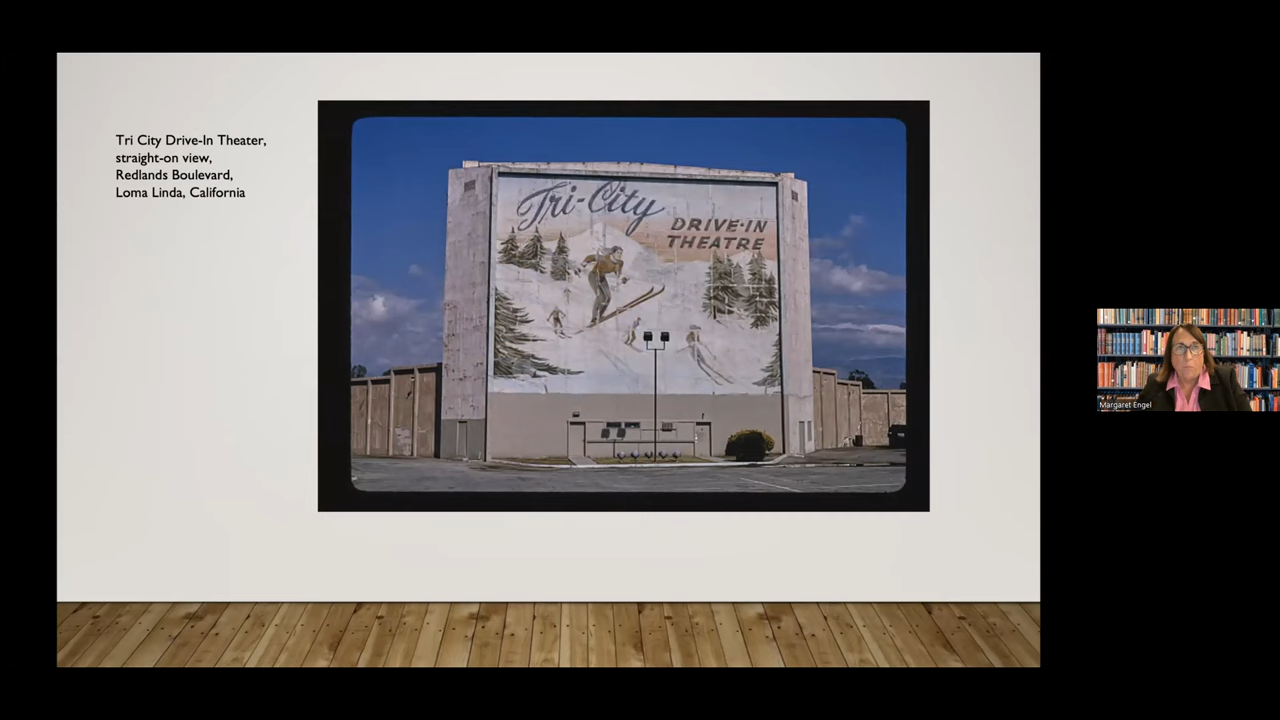 Tri City Drive-In Theater,
straight-on view,
Redlands Boulevard,
Loma Linda, California
Tri-City
DRIVE-IN
THEATRE
Margaret Engel